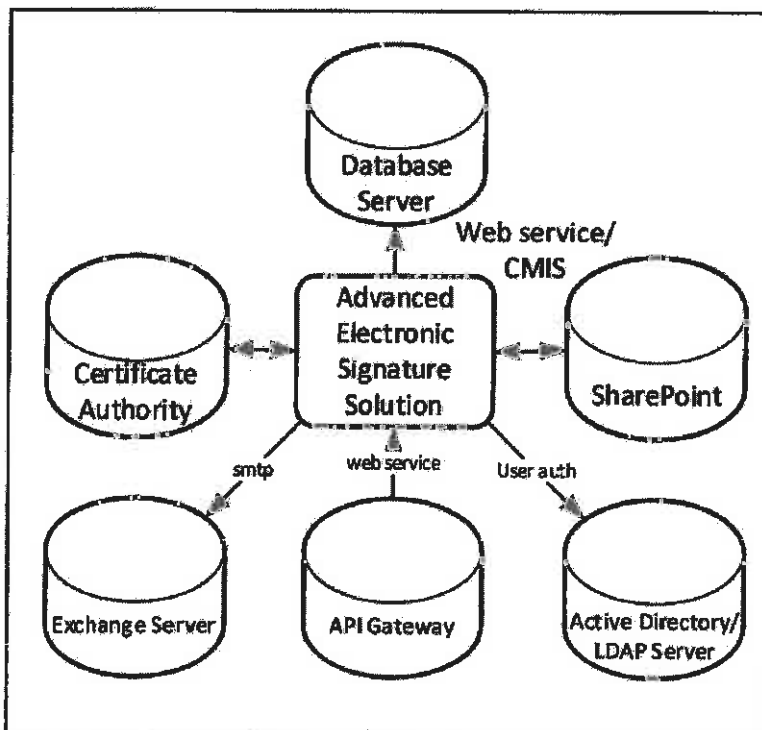 Database
Server
Web service/
CMIS
Advanced
Electronic
Signature
Solution
Certificate
Authority
SharePoint
smtp
web service
User auth
Exchange Server
API Gateway
Active Directory/
LDAP Server